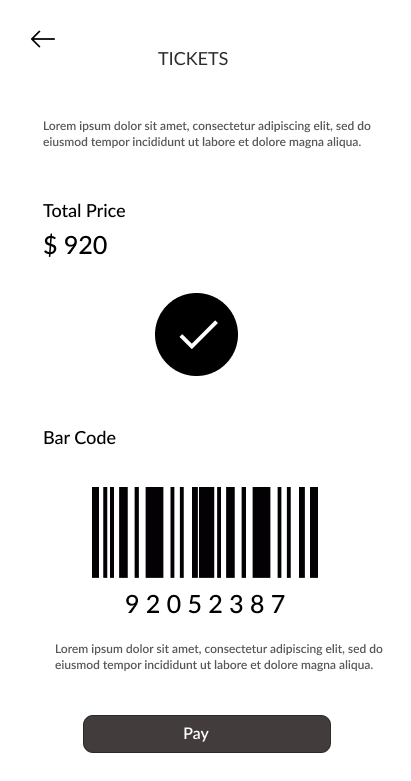 TICKETS
Lorem ipsum dolor sit amet, consectetur adipiscing elit, sed do
eiusmod tempor incididunt ut labore et dolore magna aliqua.
Total Price
$ 920
Bar Code
92052387
Lorem ipsum dolor sit amet, consectetur adipiscing elit, sed do
eiusmod tempor incididunt ut labore et dolore magna aliqua.
Pay